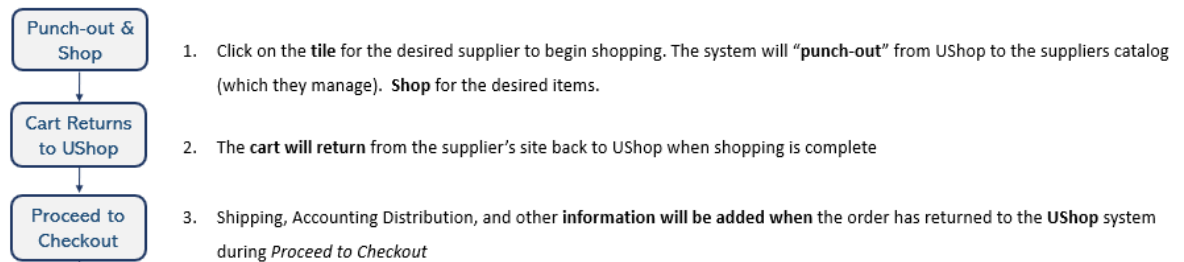 Punch-out &
Shop
1. Click on the tile for the desired supplier to begin shopping. The system will “punch-out” from UShop to the suppliers catalog
(which they manage). Shop for the desired items.
Cart Returns
to UShop
2. The cart will return from the supplier’s site back to UShop when shopping is complete
Proceed to
Checkout
3. Shipping, Accounting Distribution, and other information will be added when the order has returned to the UShop system
during Proceed to Checkout